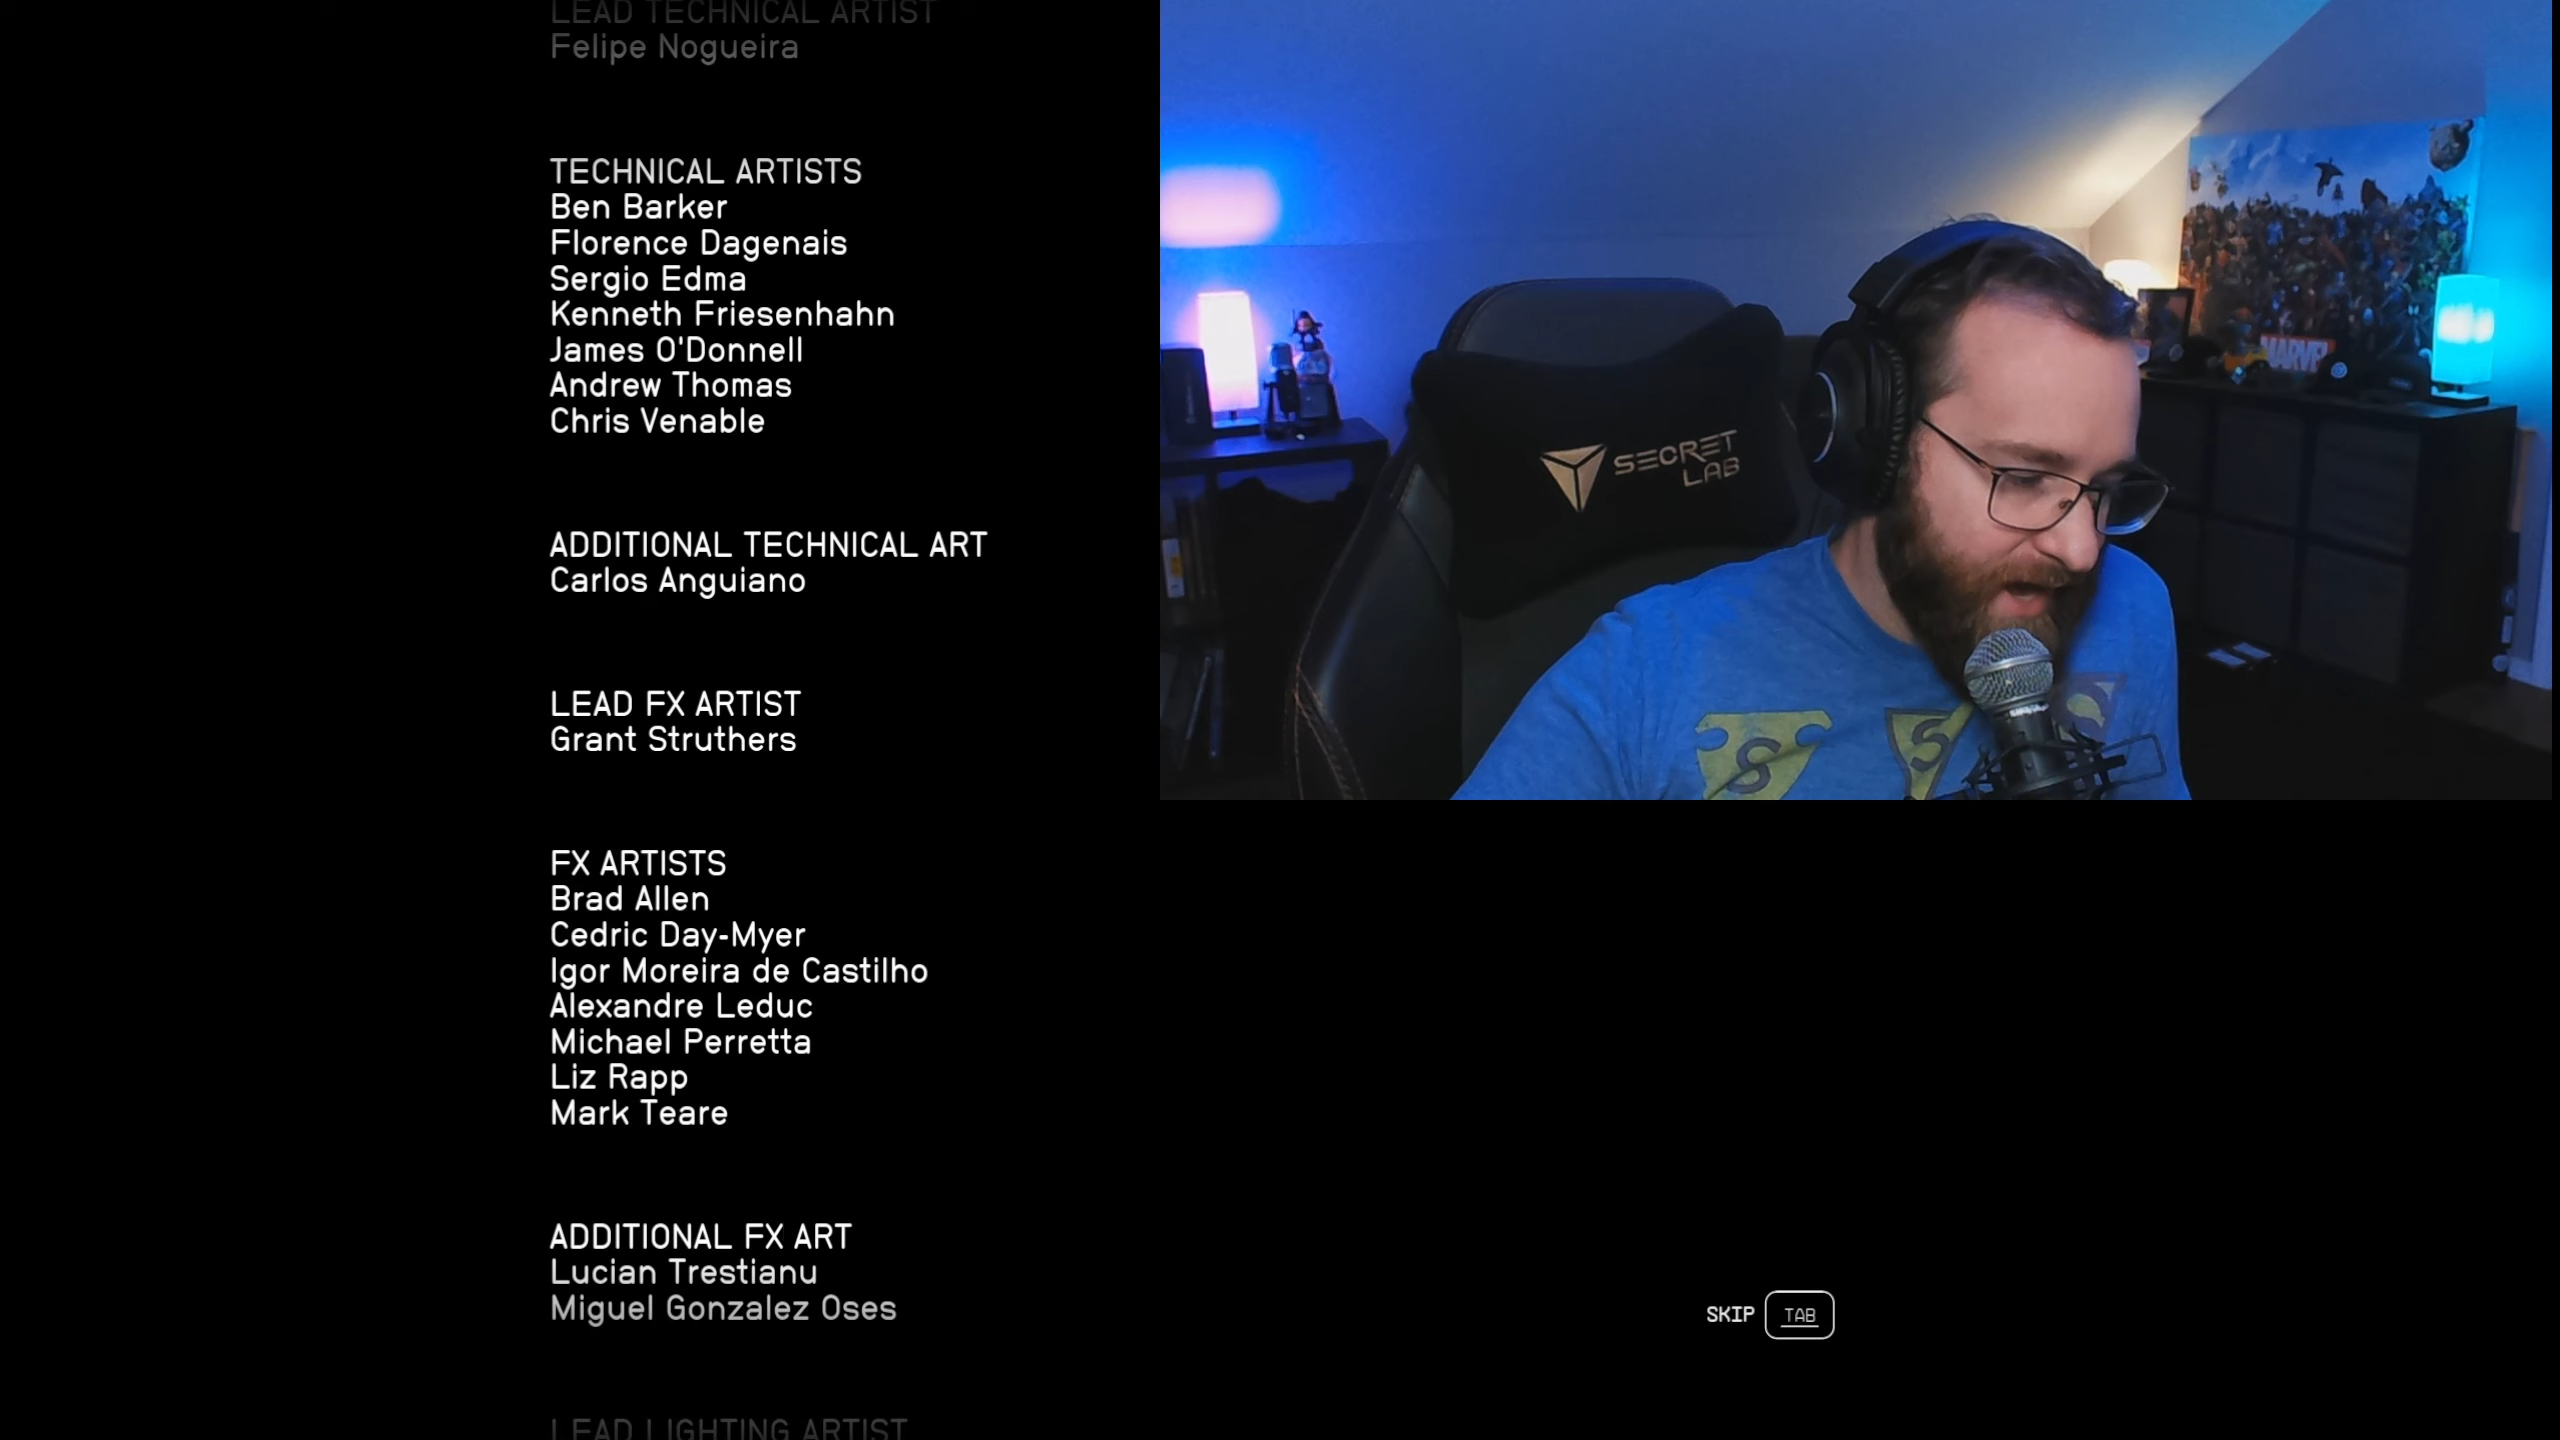 LEAD TECHNICAL ARTIST
Felipe Nogueira
TECHNICAL ARTISTS
Ben Barker
Florence Dagenais
Sergio Edma
Kenneth Friesenhahn
James O'Donnell
Andrew Thomas
Chris Venable
ADDITIONAL TECHNICAL ART
Carlos Anguiano
LEAD FX ARTIST
Grant Struthers
FX ARTISTS
Brad Allen
Cedric Day-Myer
Igor Moreira de Castilho
Alexandre Leduc
Michael Perretta
Liz Rapp
Mark Teare
ADDITIONAL FX ART
Lucian Trestianu
Miguel Gonzalez Oses
LEAD LIGHTING ARTIST
SECRET
LAB
MARVEL
S
S
S
SKIP TAB